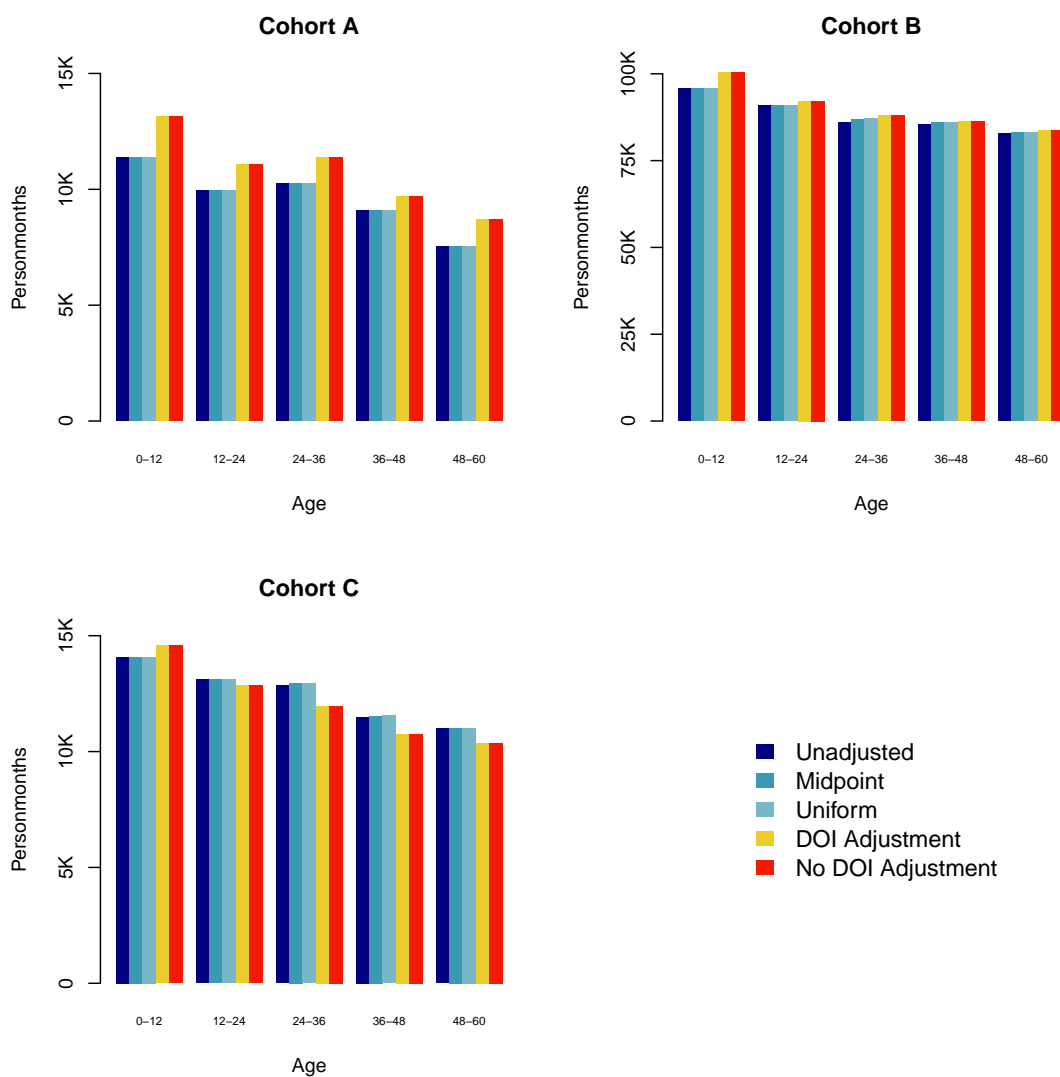 Cohort A
Personmonths
15K
10K
5K
0
0–12 12–24 24–36 36–48 48–60
Age
Cohort B
Personmonths
100K
75K
50K
25K
0
0–12 12–24 24–36 36–48 48–60
Age
Cohort C
Personmonths
15K
10K
5K
0
0–12 12–24 24–36 36–48 48–60
Age
Unadjusted
Midpoint
Uniform
DOI Adjustment
No DOI Adjustment